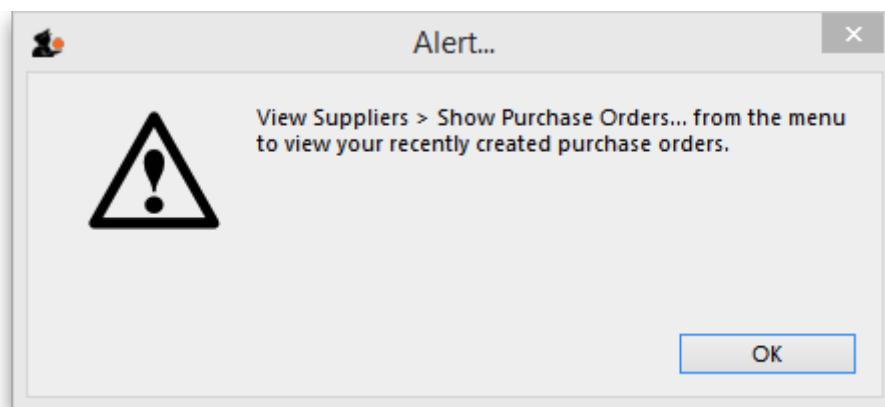 Alert...
View Suppliers > Show Purchase Orders... from the menu
to view your recently created purchase orders.
OK